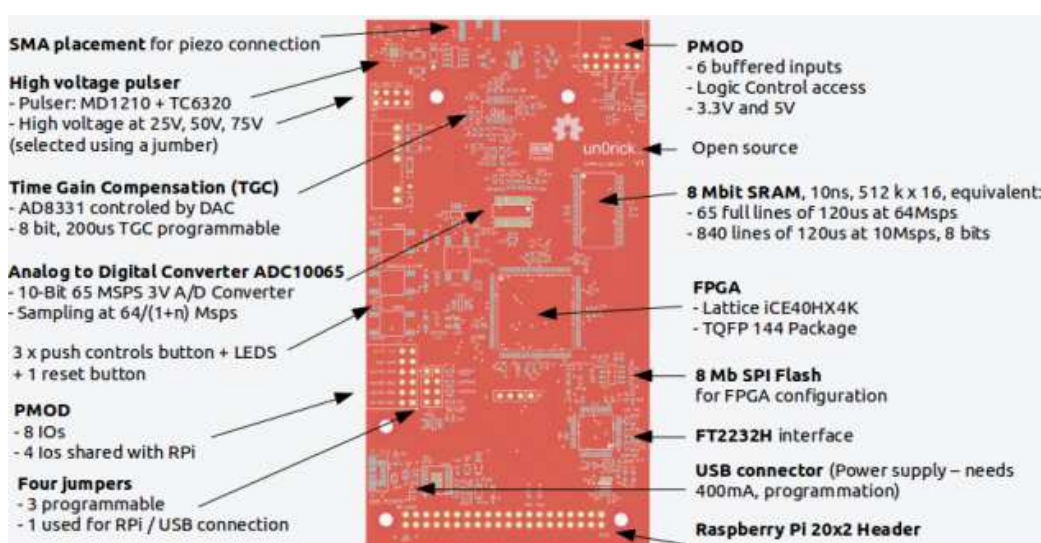 SMA placement for piezo connection
High voltage pulser
- Pulser: MD1210 + TC6320
- High voltage at 25V, 50V, 75V
(selected using a jumber)
Time Gain Compensation (TGC)
- AD8331 controled by DAC
- 8 bit, 200us TGC programmable
Analog to Digital Converter ADC10065
- 10-Bit 65 MSPS 3V A/D Converter
- Sampling at 64/(1+n) Msps
3 x push controls button + LEDS
+ 1 reset button
PMOD
- 8 IOs
- 4 Ios shared with RPi
Four jumpers
- 3 programmable
- 1 used for RPi / USB connection
un0rick
PMOD
- 6 buffered inputs
- Logic Control access
- 3.3V and 5V
Open source
8 Mbit SRAM, 10ns, 512 k x 16, equivalent:
- 65 full lines of 120us at 64Msps
- 840 lines of 120us at 10Msps, 8 bits
FPGA
- Lattice iCE40HX4K
- TQFP 144 Package
8 Mb SPI Flash
for FPGA configuration
FT2232H interface
USB connector (Power supply – needs
400mA, programmation)
Raspberry Pi 20x2 Header